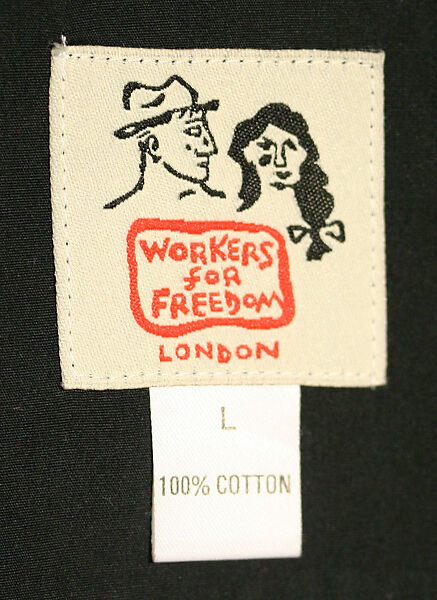 WORKERS
foR
FREEDOM
LONDON
L
100% COTTON